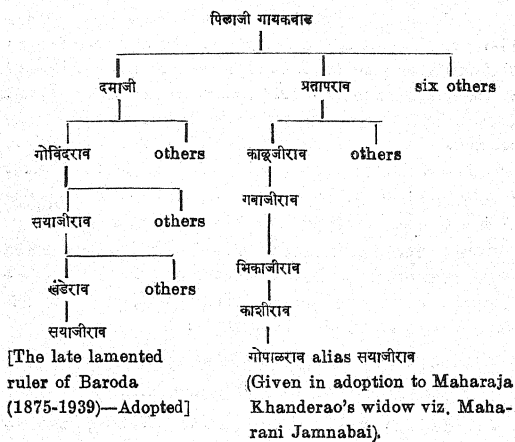 पिळाजी गायकवाड
दमाजी प्रतापराव six others
गोविंदराव others काळूजीराव others
गबाजीराव
सयाजीराव others
भिकाजीराव
खंडेराव others
काशीराव
सयाजीराव
[The late lamented गोपाळराव alias सयाजीराव
ruler of Baroda (Given in adoption to Maharaja
(1875-1939)—Adopted] Khanderao's widow viz. Maha-
rani Jamnabai).